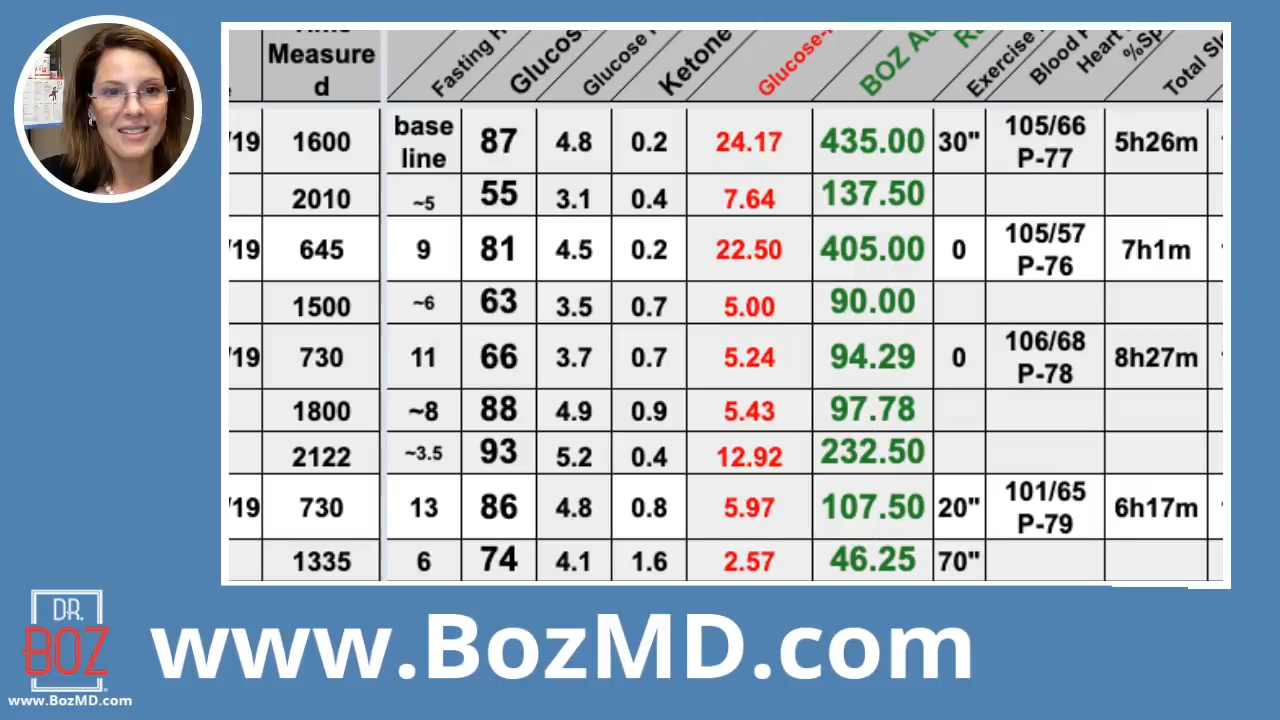 Measure
d
Fasting
Glucose
Glucose
Ketone
Glucose-
BOZ
Exercise
Blood
Heart
Total
/19 1600 base line 87 4.8 0.2 24.17 435.00 30" 105/66 P-77 5h26m
2010 ~5 55 3.1 0.4 7.64 137.50
/19 645 9 81 4.5 0.2 22.50 405.00 0 105/57 P-76 7h1m
1500 ~6 63 3.5 0.7 5.00 90.00
/19 730 11 66 3.7 0.7 5.24 94.29 0 106/68 P-78 8h27m
1800 ~8 88 4.9 0.9 5.43 97.78
2122 ~3.5 93 5.2 0.4 12.92 232.50
/19 730 13 86 4.8 0.8 5.97 107.50 20" 101/65 P-79 6h17m
1335 6 74 4.1 1.6 2.57 46.25 70"
DR.
BOZ
www.BozMD.com
www.BozMD.com